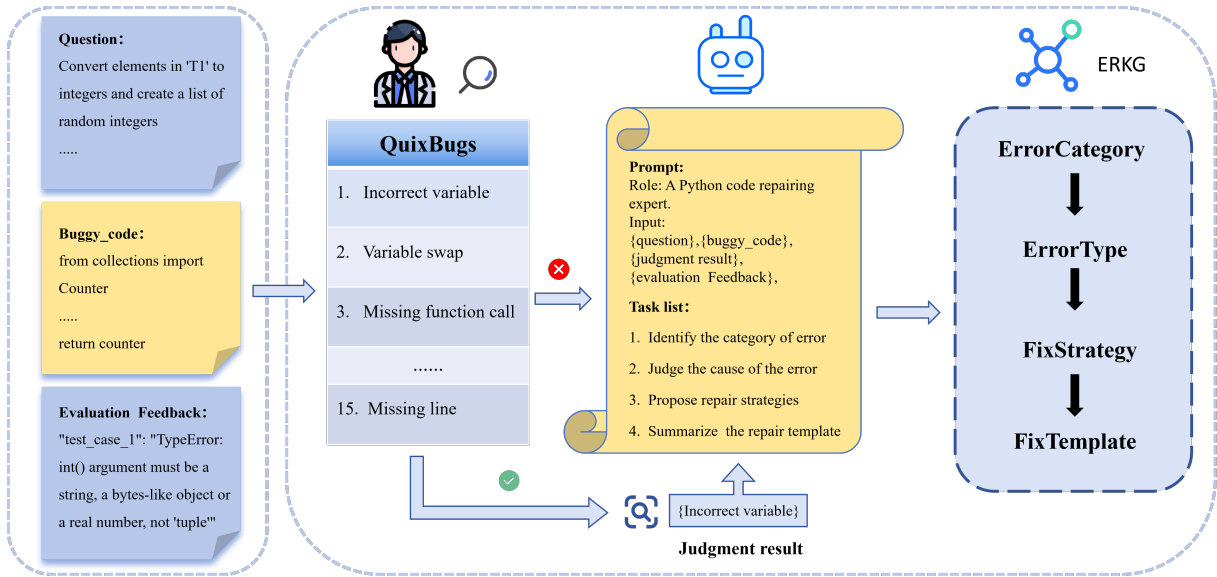 Question：
Convert elements in 'T1' to
integers and create a list of
random integers
.....
Buggy_code：
from collections import
Counter
.....
return counter
Evaluation Feedback：
"test_case_1": "TypeError:
int() argument must be a
string, a bytes-like object or
a real number, not 'tuple'"
QuixBugs
1. Incorrect variable
2. Variable swap
3. Missing function call
......
15. Missing line
Prompt:
Role: A Python code repairing
expert.
Input:
{question},{buggy_code},
{judgment result},
{evaluation Feedback},
Task list：
1. Identify the category of error
2. Judge the cause of the error
3. Propose repair strategies
4. Summarize the repair template
{Incorrect variable}
Judgment result
ERKG
ErrorCategory
ErrorType
FixStrategy
FixTemplate